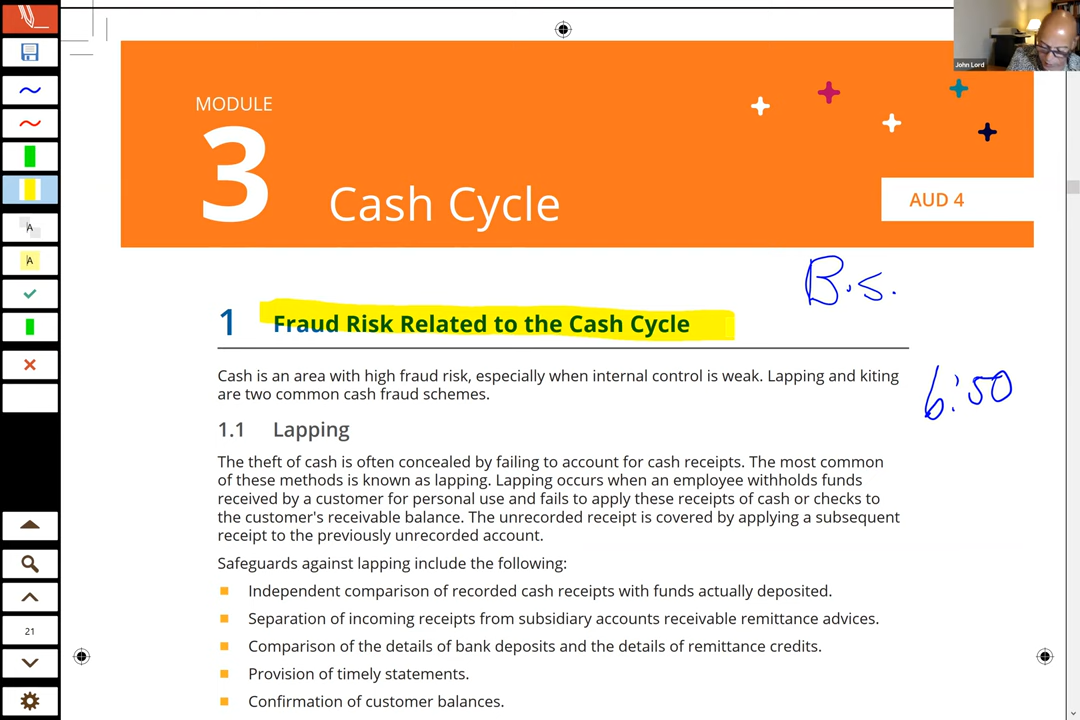 John Lord
MODULE
3
Cash Cycle
AUD 4
B.S.
1 Fraud Risk Related to the Cash Cycle
Cash is an area with high fraud risk, especially when internal control is weak. Lapping and kiting
are two common cash fraud schemes.
6:50
1.1 Lapping
The theft of cash is often concealed by failing to account for cash receipts. The most common
of these methods is known as lapping. Lapping occurs when an employee withholds funds
received by a customer for personal use and fails to apply these receipts of cash or checks to
the customer's receivable balance. The unrecorded receipt is covered by applying a subsequent
receipt to the previously unrecorded account.
Safeguards against lapping include the following:
Independent comparison of recorded cash receipts with funds actually deposited.
Separation of incoming receipts from subsidiary accounts receivable remittance advices.
Comparison of the details of bank deposits and the details of remittance credits.
Provision of timely statements.
Confirmation of customer balances.
A
A
21